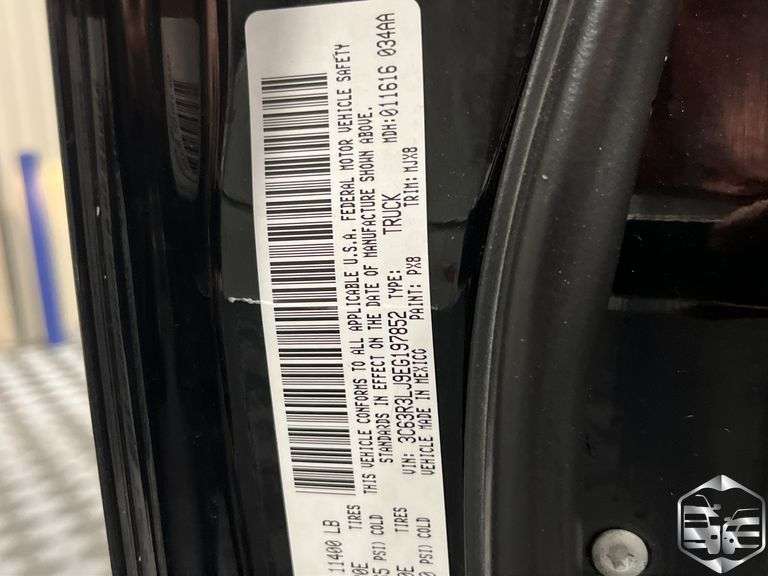 11400 LB
TIRES
PSI) COLD
THIS VEHICLE CONFORMS TO ALL APPLICABLE U.S.A. FEDERAL MOTOR VEHICLE SAFETY
STANDARDS IN EFFECT ON THE DATE OF MANUFACTURE SHOWN ABOVE.
TIRES
PSI) COLD
VIN: 3C63R3LJ9EG197852 TYPE: TRUCK MDH:011616 034AA
VEHICLE MADE IN MEXICO PAINT: PX8 TRIM: MJX8